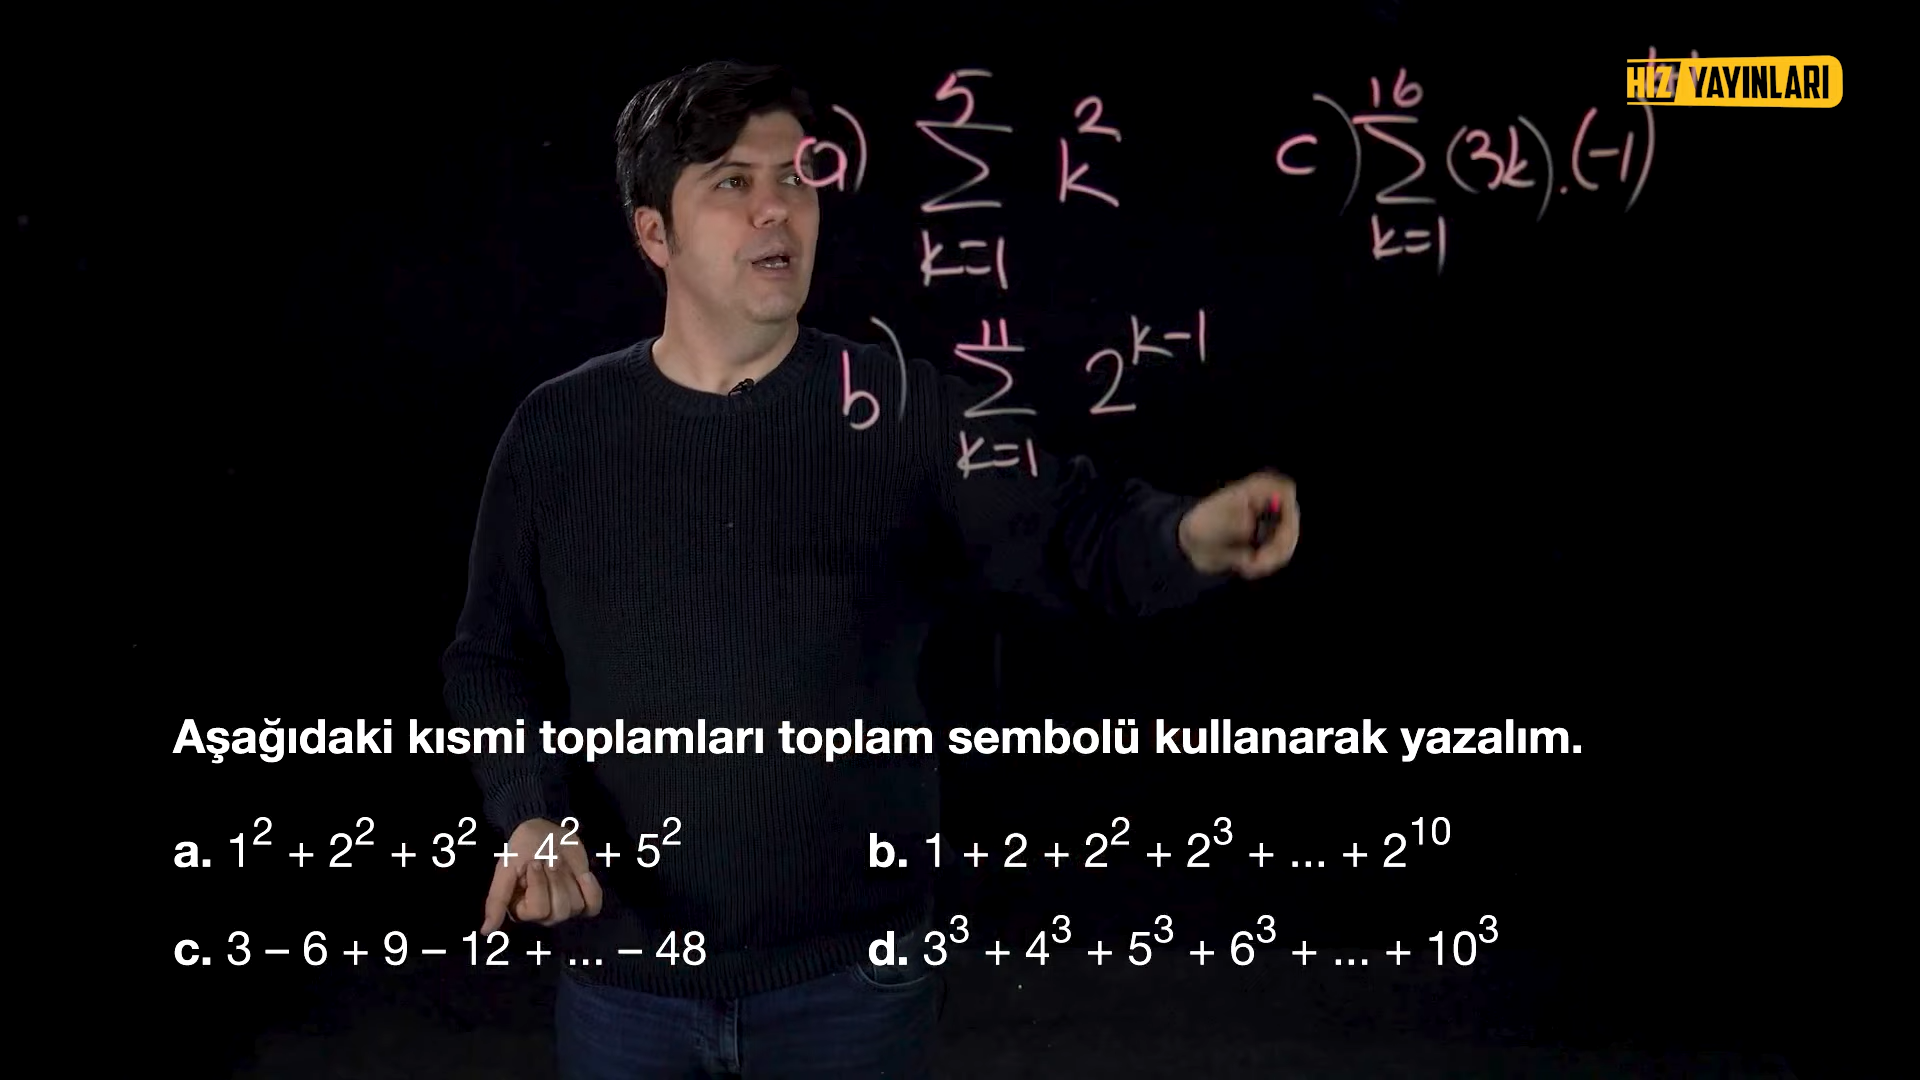 HIZ YAYINLARI
a) 5 ∑ k=1 k²
c) 16 ∑ k=1 (3k).(-1)
b) 11 ∑ k=1 2^(k-1)
Aşağıdaki kısmi toplamları toplam sembolü kullanarak yazalım.
a. 1² + 2² + 3² + 4² + 5²
b. 1 + 2 + 2² + 2³ + ... + 2¹⁰
c. 3 – 6 + 9 – 12 + ... – 48
d. 3³ + 4³ + 5³ + 6³ + ... + 10³